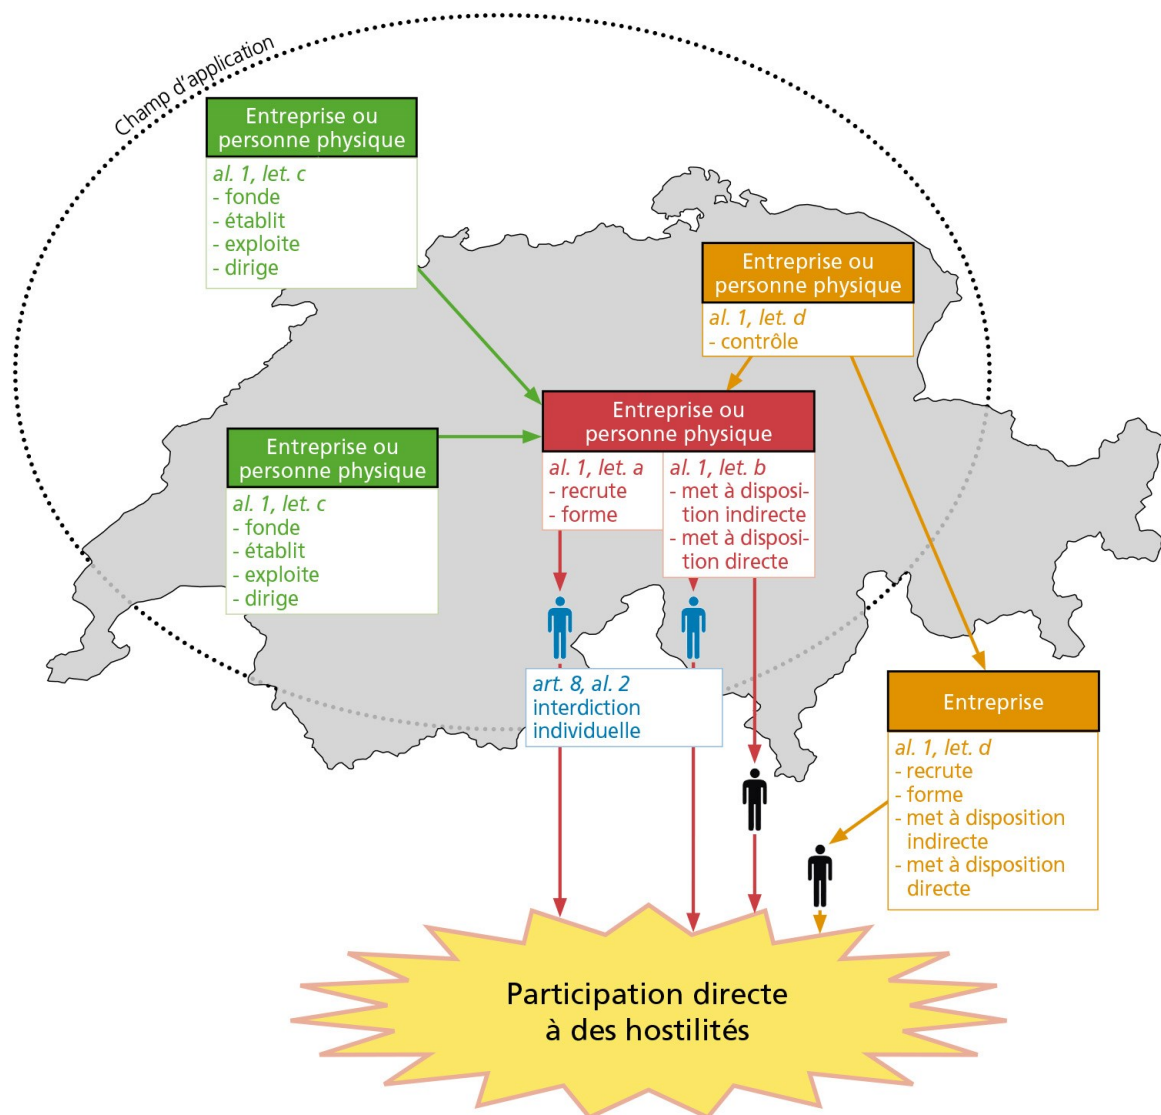 Champ d'application
Entreprise ou
personne physique
al. 1, let. c
- fonde
- établit
- exploite
- dirige
Entreprise ou
personne physique
al. 1, let. d
- contrôle
Entreprise ou
personne physique
al. 1, let. a
- recrute
- forme
al. 1, let. b
- met à disposi-
tion indirecte
- met à disposi-
tion directe
Entreprise ou
personne physique
al. 1, let. c
- fonde
- établit
- exploite
- dirige
art. 8, al. 2
interdiction
individuelle
Entreprise
al. 1, let. d
- recrute
- forme
- met à disposition
indirecte
- met à disposition
directe
Participation directe
à des hostilités